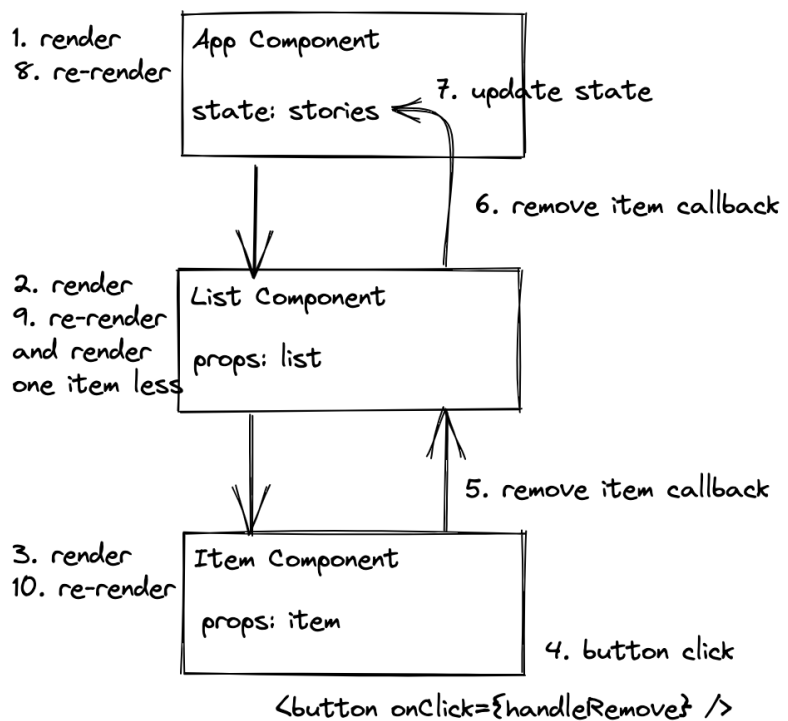 1. render
8. re-render
App Component
state: stories
7. update state
6. remove item callback
2. render
9. re-render
and render
one item less
List Component
props: list
5. remove item callback
3. render
10. re-render
Item Component
props: item
4. button click
<button onClick={handleRemove} />